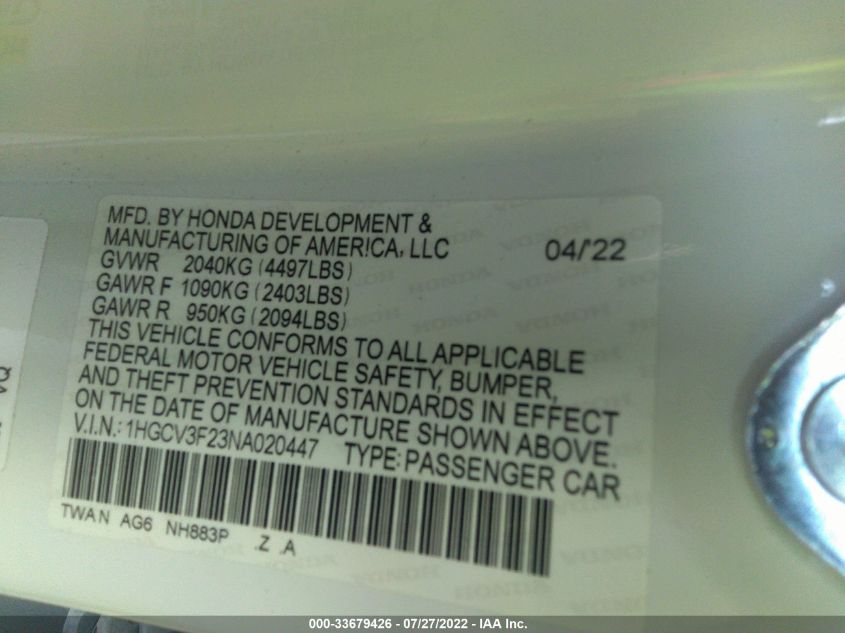 MFD. BY HONDA DEVELOPMENT &
MANUFACTURING OF AMERICA, LLC 04/'22
GVWR 2040KG (4497LBS)
GAWR F 1090KG (2403LBS)
GAWR R 950KG (2094LBS)
THIS VEHICLE CONFORMS TO ALL APPLICABLE
FEDERAL MOTOR VEHICLE SAFETY, BUMPER,
AND THEFT PREVENTION STANDARDS IN EFFECT
ON THE DATE OF MANUFACTURE SHOWN ABOVE.
V.I.N.: 1HGCV3F23NA020447 TYPE: PASSENGER CAR
TWA N AG6 NH883P .Z .A
000-33679426 - 07/27/2022 - IAA Inc.